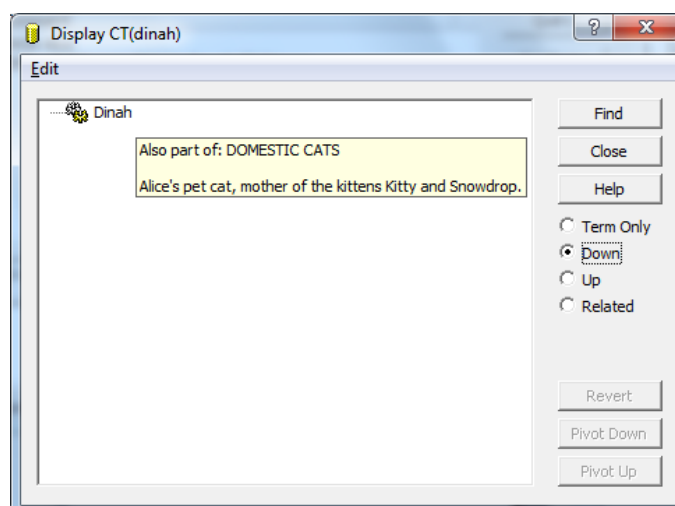 Display CT(dinah)
Edit
Dinah
Also part of: DOMESTIC CATS
Alice's pet cat, mother of the kittens Kitty and Snowdrop.
Find
Close
Help
Term Only
Down
Up
Related
Revert
Pivot Down
Pivot Up